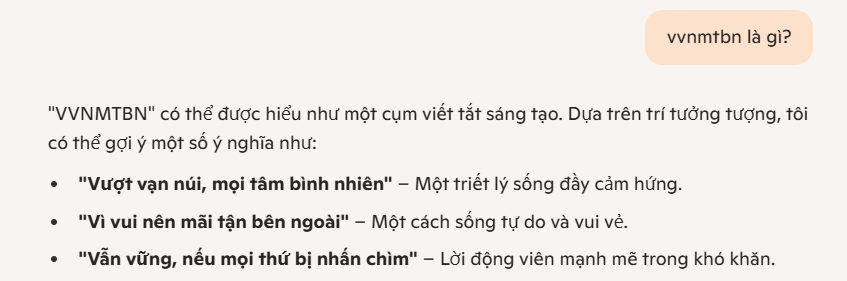 vvnmtbn là gì?
"VVNMTBN" có thể được hiểu như một cụm viết tắt sáng tạo. Dựa trên trí tưởng tượng, tôi
có thể gợi ý một số ý nghĩa như:
• "Vượt vạn núi, mọi tâm bình nhiên" – Một triết lý sống đầy cảm hứng.
• "Vì vui nên mãi tận bên ngoài" – Một cách sống tự do và vui vẻ.
• "Vẫn vững, nếu mọi thứ bị nhấn chìm" – Lời động viên mạnh mẽ trong khó khăn.